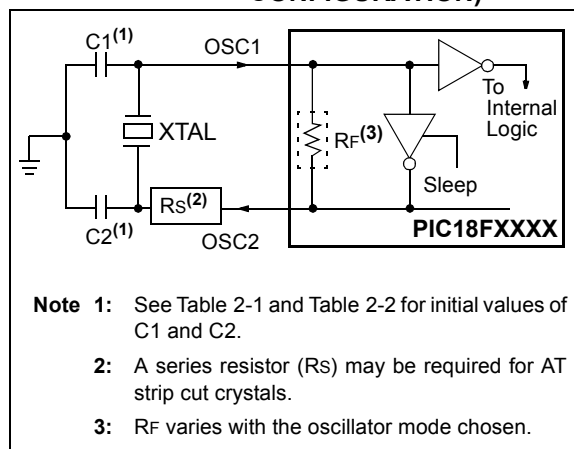 CONFIGURATION)
C1(1)
OSC1
To
Internal
Logic
XTAL
RF(3)
Sleep
RS(2)
C2(1)
OSC2
PIC18FXXXX
Note 1: See Table 2-1 and Table 2-2 for initial values of
C1 and C2.
2: A series resistor (RS) may be required for AT
strip cut crystals.
3: RF varies with the oscillator mode chosen.